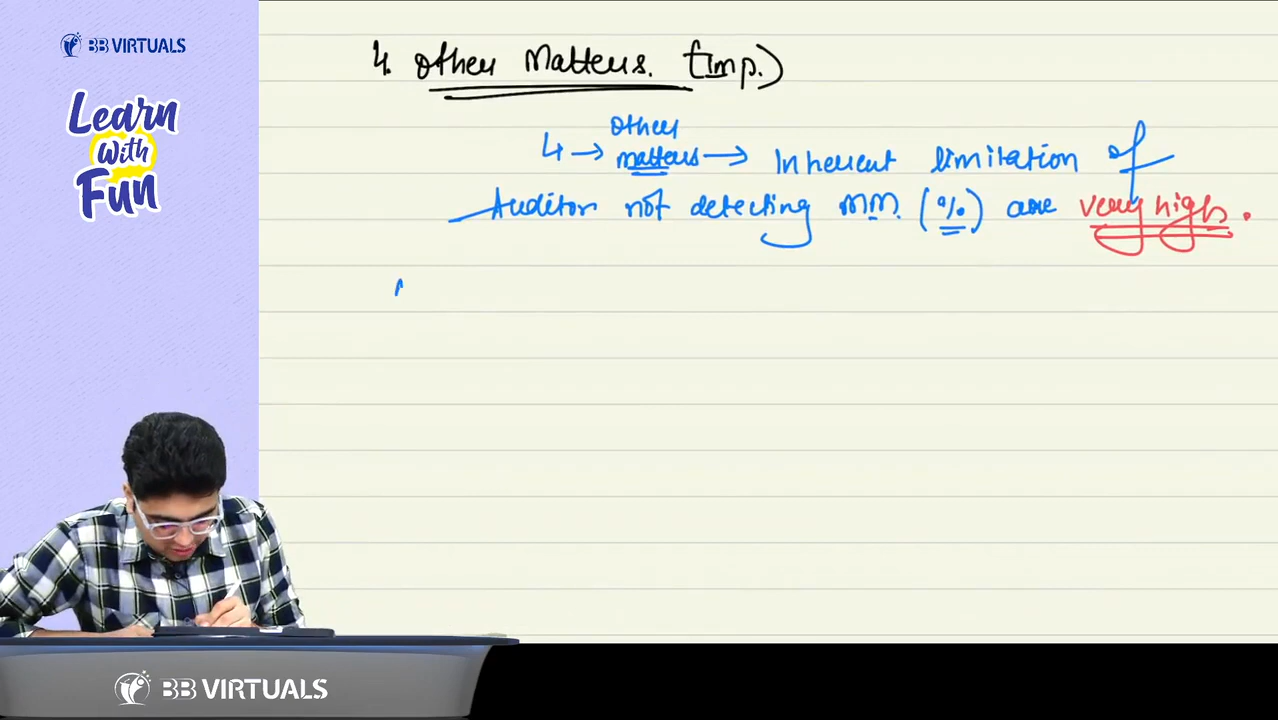 BB VIRTUALS
Learn
with
Fun
4. Other Matters. (Imp.)
4 → Other matters → Inherent limitation of
Auditor not detecting MM. (%) are very high.
BB VIRTUALS